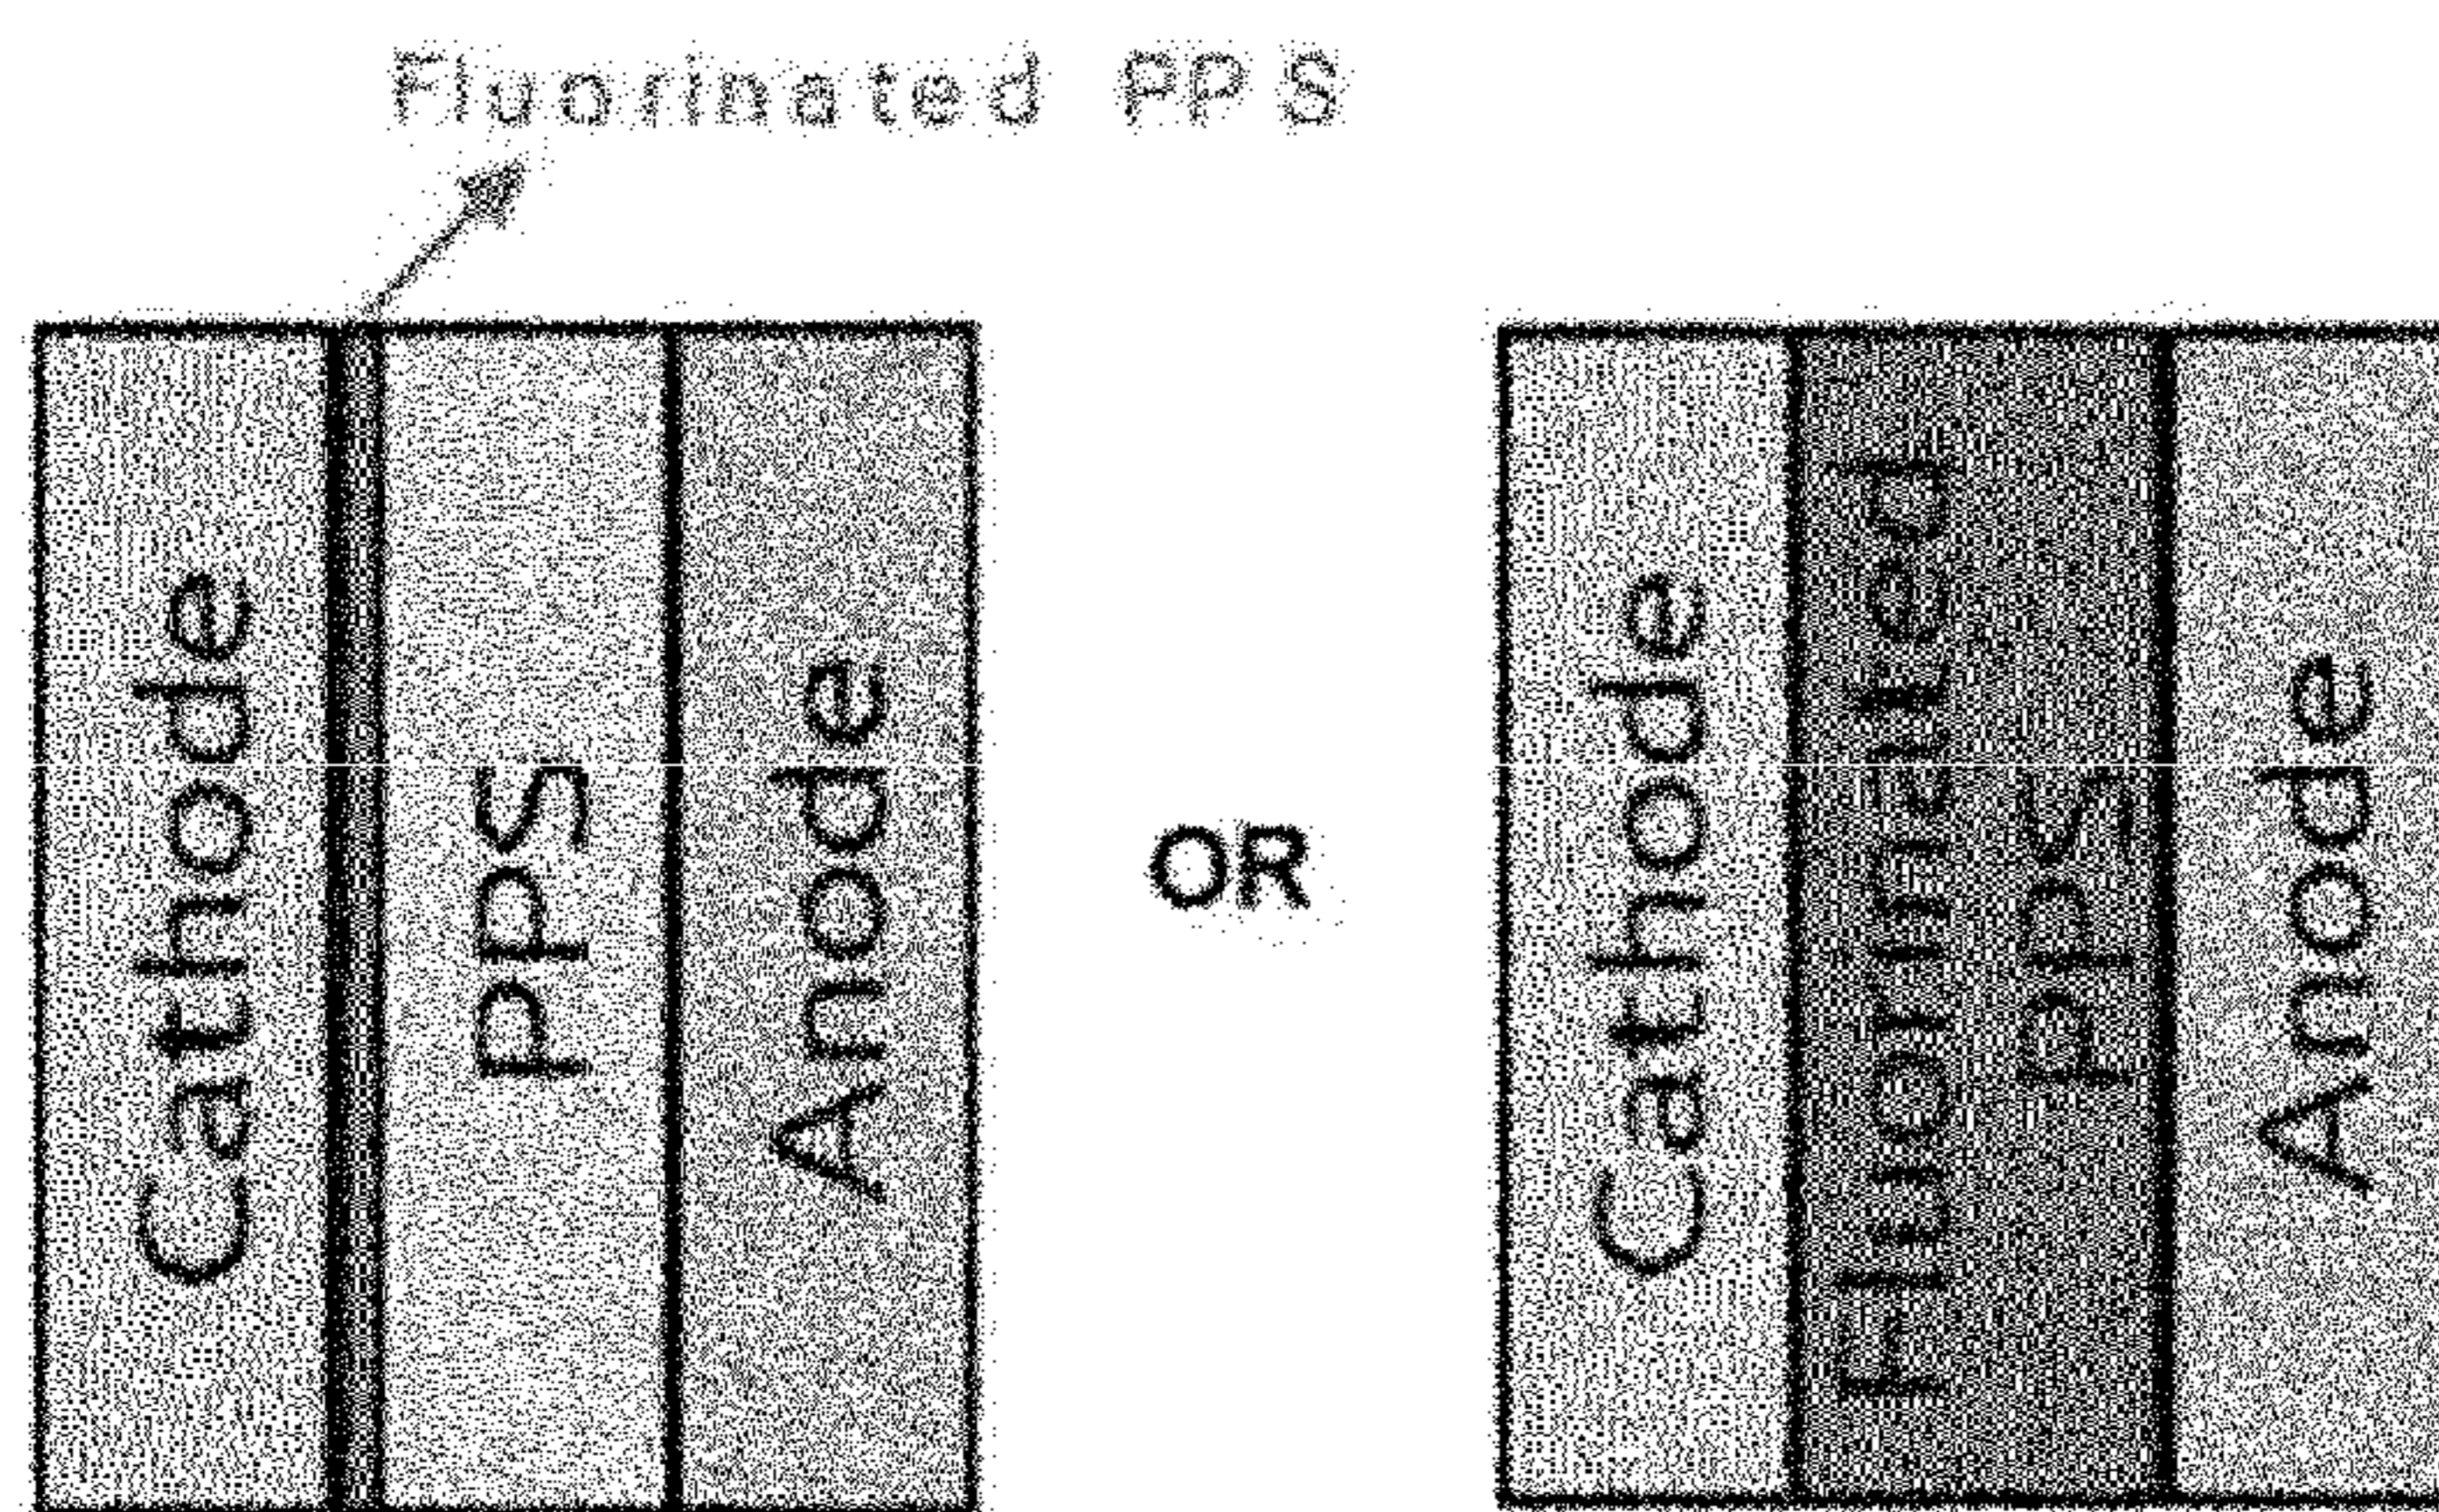 Fluorinated PPS
Cathode
PPS
Anode
OR
Cathode
Fluorinated
PPS
Anode